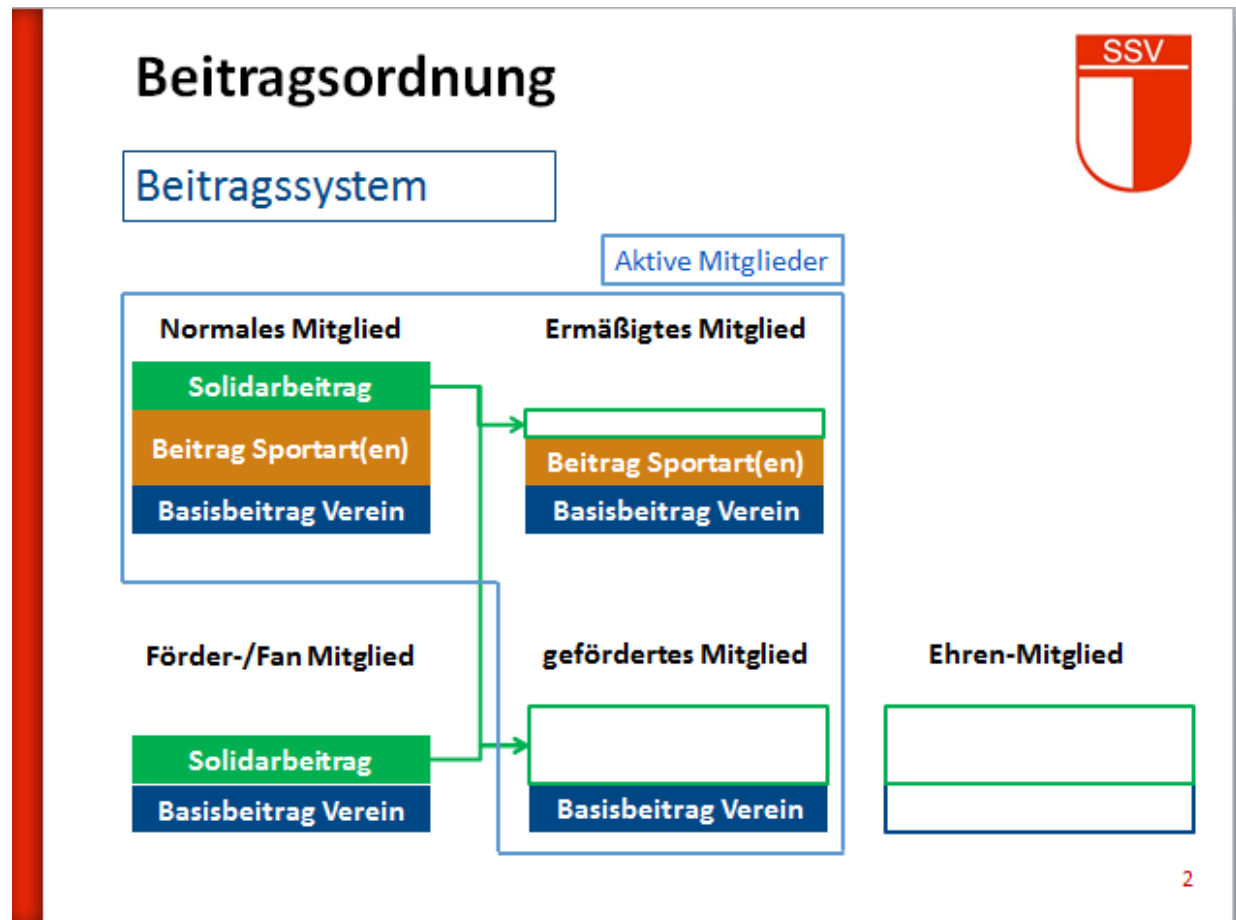 Beitragsordnung
SSV
Beitragssystem
Aktive Mitglieder
Normales Mitglied
Solidarbeitrag
Beitrag Sportart(en)
Basisbeitrag Verein
Ermäßigtes Mitglied
Beitrag Sportart(en)
Basisbeitrag Verein
Förder-/Fan Mitglied
Solidarbeitrag
Basisbeitrag Verein
gefördertes Mitglied
Basisbeitrag Verein
Ehren-Mitglied
2